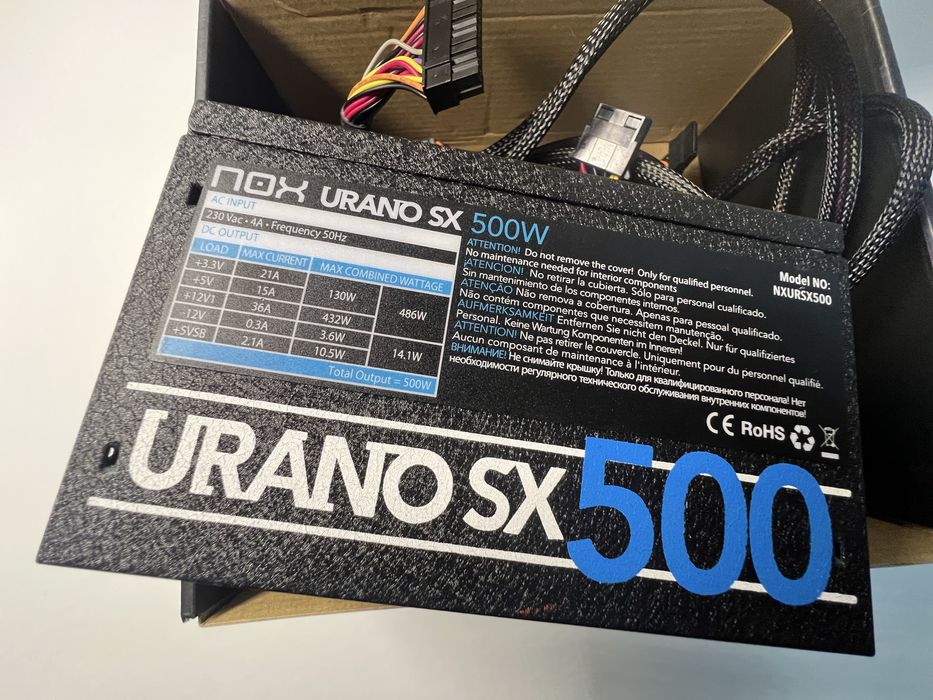 nox URANO SX 500W
AC INPUT
230 Vac • 4A • Frequency 50Hz
DC OUTPUT
LOAD MAX CURRENT MAX COMBINED WATTAGE
+3.3V 21A 130W 486W
+5V 15A
+12V1 36A 432W
-12V 0.3A 3.6W 14.1W
+5VSB 2.1A 10.5W
Total Output = 500W
ATTENTION! Do not remove the cover! Only for qualified personnel.
No maintenance needed for interior components
¡ATENCION! No retirar la cubierta. Sólo para personal cualificado.
Sin mantenimiento de los componentes internos.
ATENÇAO Não remova a cobertura. Apenas para pessoal qualificado.
Não contém componentes que necessitem manutenção.
AUFMERKSAMKEIT Entfernen Sie nicht den Deckel. Nur für qualifiziertes
Personal. Keine Wartung Komponenten im Inneren!
ATTENTION! Ne pas retirer le couvercle. Uniquement pour du personnel qualifié.
Aucun composant de maintenance à l'intérieur.
ВНИМАНИЕ! Не снимайте крышку! Только для квалифицированного персонала! Нет
необходимости регулярного технического обслуживания внутренних компонентов!
Model NO:
NXURSX500
CE RoHS
URANO SX 500